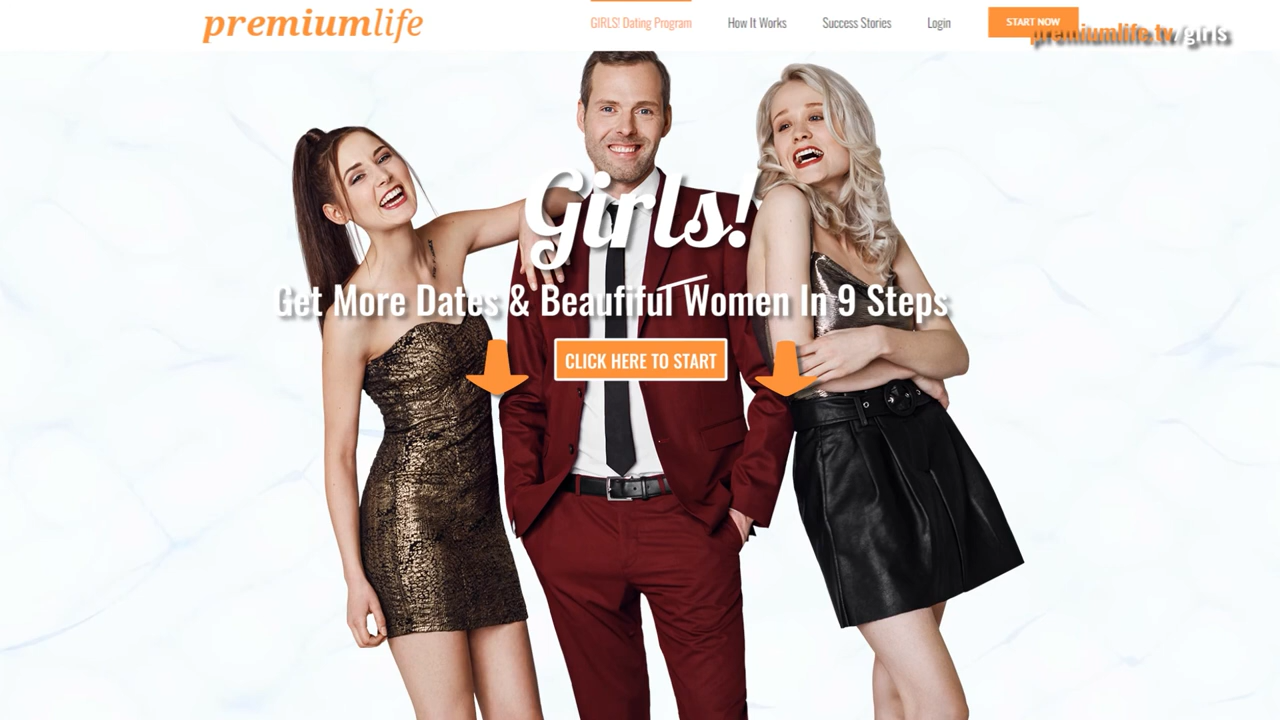 premiumlife
GIRLS! Dating Program
How It Works
Success Stories
Login
START NOW
premiumlife.tv/girls
Girls!
Get More Dates & Beaufiful Women In 9 Steps
CLICK HERE TO START